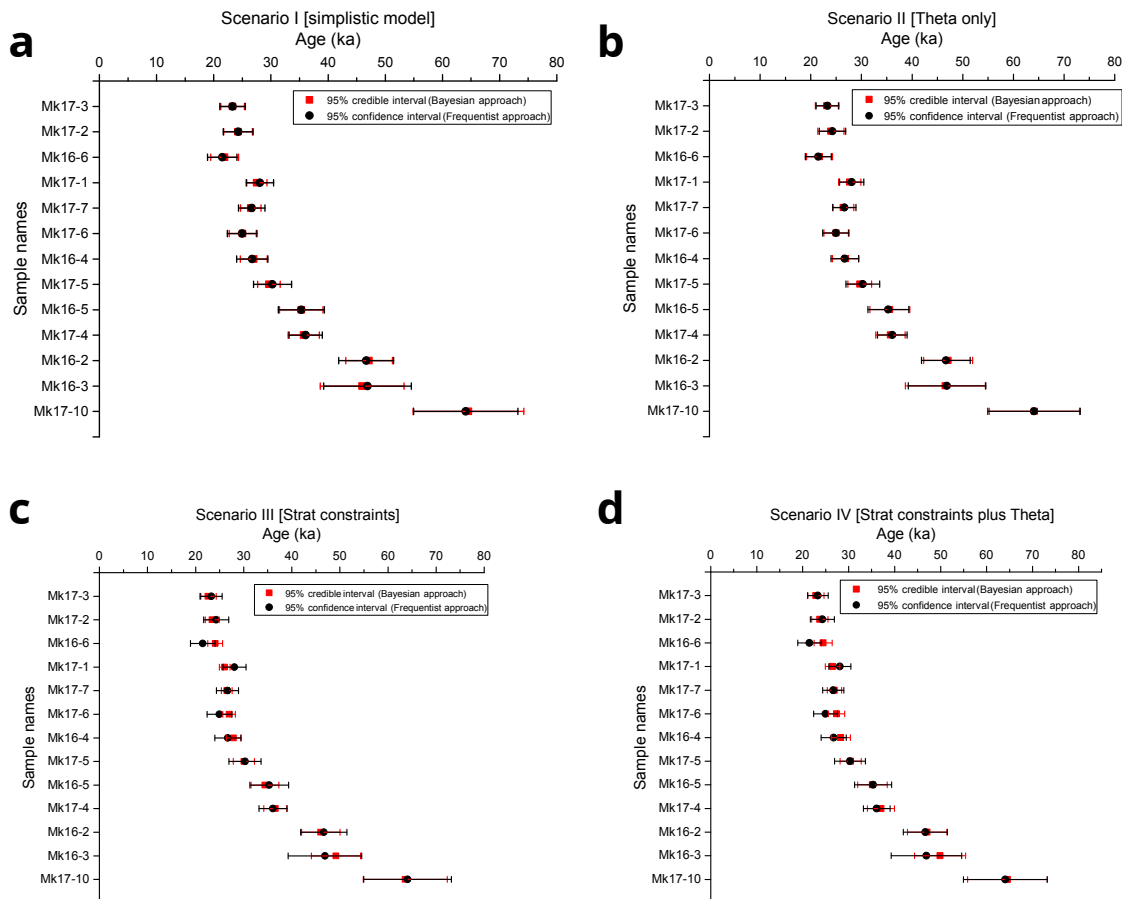 a
Scenario I [simplistic model]
Age (ka)
0 10 20 30 40 50 60 70 80
95% credible interval (Bayesian approach)
95% confidence interval (Frequentist approach)
Sample names
Mk17-3
Mk17-2
Mk16-6
Mk17-1
Mk17-7
Mk17-6
Mk16-4
Mk17-5
Mk16-5
Mk17-4
Mk16-2
Mk16-3
Mk17-10
b
Scenario II [Theta only]
Age (ka)
0 10 20 30 40 50 60 70 80
95% credible interval (Bayesian approach)
95% confidence interval (Frequentist approach)
Sample names
Mk17-3
Mk17-2
Mk16-6
Mk17-1
Mk17-7
Mk17-6
Mk16-4
Mk17-5
Mk16-5
Mk17-4
Mk16-2
Mk16-3
Mk17-10
c
Scenario III [Strat constraints]
Age (ka)
0 10 20 30 40 50 60 70 80
95% credible interval (Bayesian approach)
95% confidence interval (Frequentist approach)
Sample names
Mk17-3
Mk17-2
Mk16-6
Mk17-1
Mk17-7
Mk17-6
Mk16-4
Mk17-5
Mk16-5
Mk17-4
Mk16-2
Mk16-3
Mk17-10
d
Scenario IV [Strat constraints plus Theta]
Age (ka)
0 10 20 30 40 50 60 70 80
95% credible interval (Bayesian approach)
95% confidence interval (Frequentist approach)
Sample names
Mk17-3
Mk17-2
Mk16-6
Mk17-1
Mk17-7
Mk17-6
Mk16-4
Mk17-5
Mk16-5
Mk17-4
Mk16-2
Mk16-3
Mk17-10